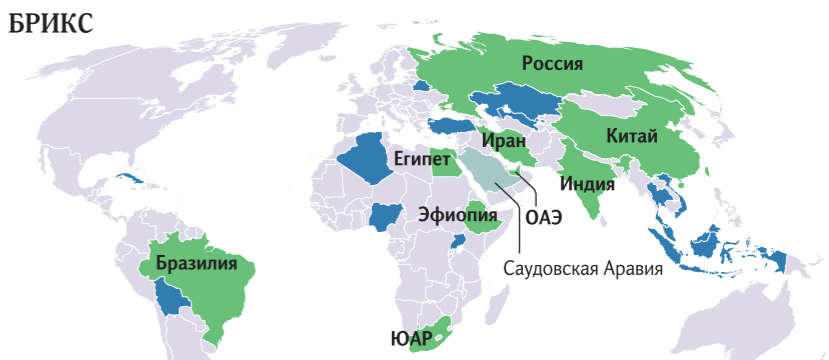 БРИКС
Россия
Китай
Иран
Египет
Индия
Эфиопия
ОАЭ
Бразилия
Саудовская Аравия
ЮАР